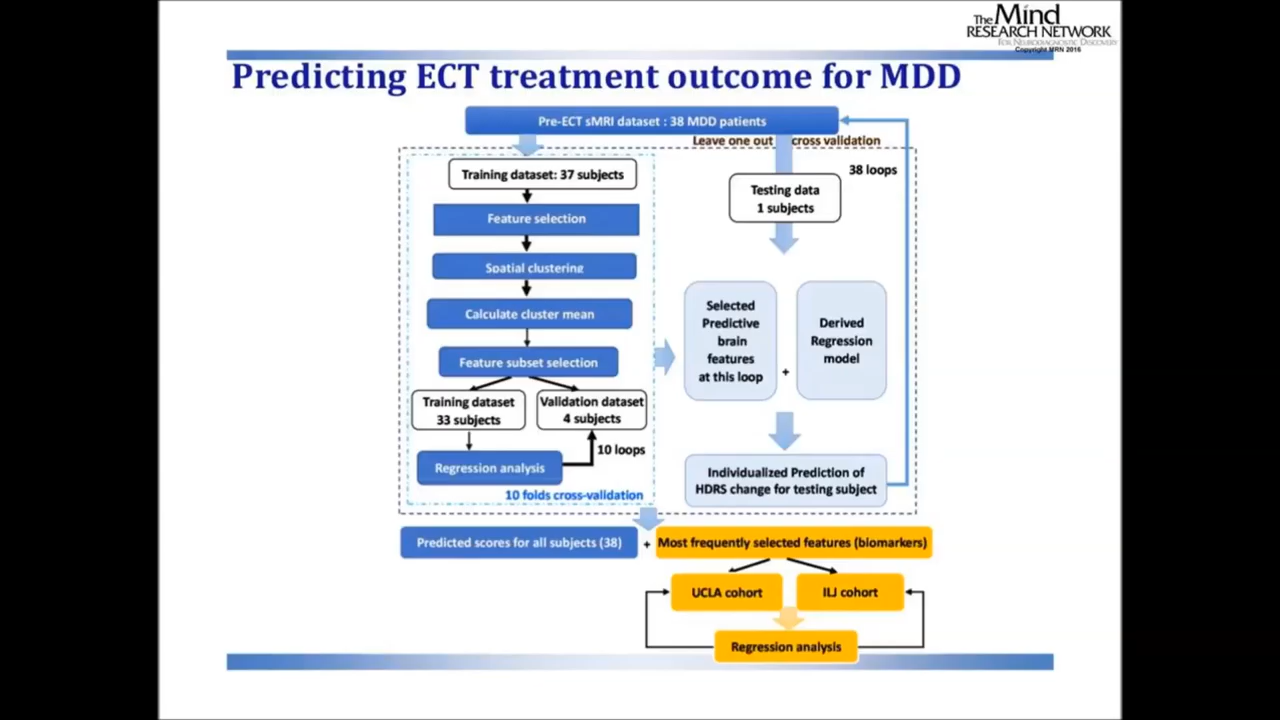 The Mind
RESEARCH NETWORK
FOR NEURODIAGNOSTIC DISCOVERY
Copyright MRN 2016
Predicting ECT treatment outcome for MDD
Pre-ECT sMRI dataset : 38 MDD patients
Leave one out cross validation
38 loops
Training dataset: 37 subjects
Testing data
1 subjects
Feature selection
Spatial clustering
Calculate cluster mean
Feature subset selection
Training dataset
33 subjects
Validation dataset
4 subjects
10 loops
Regression analysis
10 folds cross-validation
Selected
Predictive
brain
features
at this loop
+
Derived
Regression
model
Individualized Prediction of
HDRS change for testing subject
Predicted scores for all subjects (38)
+
Most frequently selected features (biomarkers)
UCLA cohort
ILJ cohort
Regression analysis